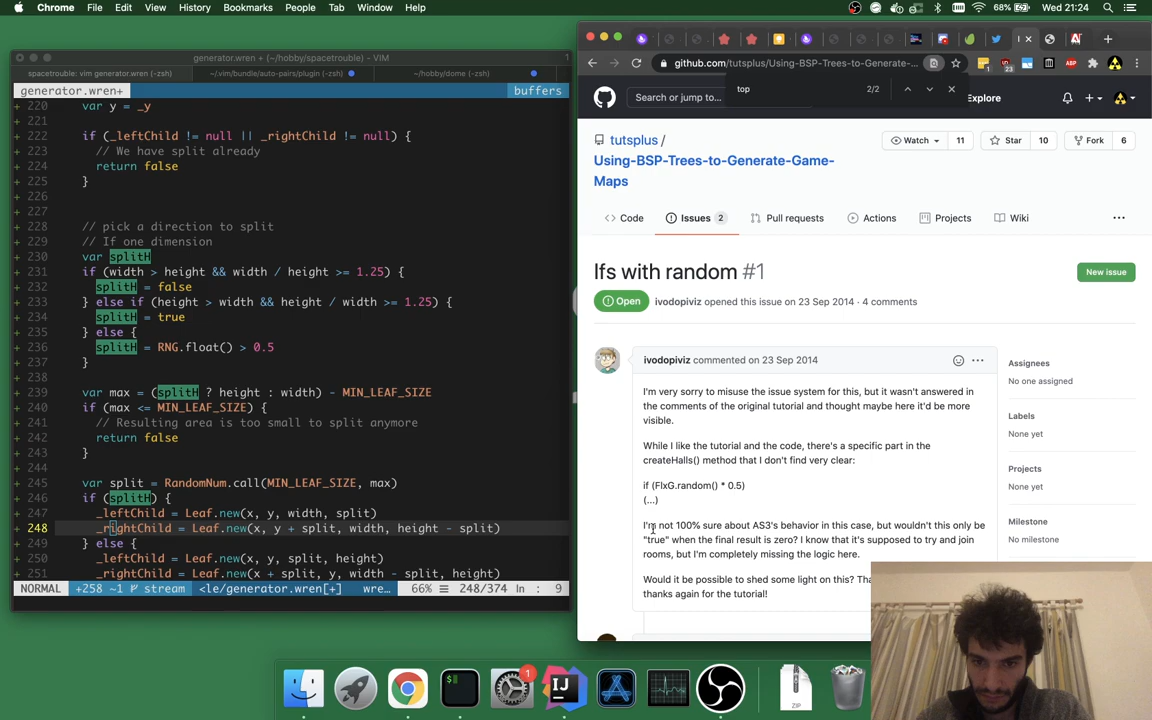 Chrome File Edit View History Bookmarks People Tab Window Help
68% Wed 21:24
generator.wren + (~/hobby/spacetrouble) - VIM
spacetrouble: vim generator.wren (-zsh) ~/.vim/bundle/auto-pairs/plugin (-zsh) ~/hobby/dome (-zsh)
generator.wren+ buffers
+ 220 var y = _y
+ 221
+ 222 if (_leftChild != null || _rightChild != null) {
+ 223 // We have split already
+ 224 return false
+ 225 }
+ 226
+ 227
+ 228 // pick a direction to split
+ 229 // If one dimension
+ 230 var splitH
+ 231 if (width > height && width / height >= 1.25) {
+ 232 splitH = false
+ 233 } else if (height > width && height / width >= 1.25) {
+ 234 splitH = true
+ 235 } else {
+ 236 splitH = RNG.float() > 0.5
+ 237 }
+ 238
+ 239 var max = (splitH ? height : width) - MIN_LEAF_SIZE
+ 240 if (max <= MIN_LEAF_SIZE) {
+ 241 // Resulting area is too small to split anymore
+ 242 return false
+ 243 }
+ 244
+ 245 var split = RandomNum.call(MIN_LEAF_SIZE, max)
+ 246 if (splitH) {
+ 247 _leftChild = Leaf.new(x, y, width, split)
+ 248 _rightChild = Leaf.new(x, y + split, width, height - split)
+ 249 } else {
+ 250 _leftChild = Leaf.new(x, y, split, height)
+ 251 _rightChild = Leaf.new(x + split, y, width - split, height)
NORMAL +258 ~1 stream <le/generator.wren[+] wre… 66% 248/374 ln : 9
github.com/tutsplus/Using-BSP-Trees-to-Generate-…
top 2/2
Search or jump to… Explore
tutsplus /
Using-BSP-Trees-to-Generate-Game-
Maps
Watch 11 Star 10 Fork 6
Code Issues 2 Pull requests Actions Projects Wiki
Ifs with random #1
New issue
Open ivodopiviz opened this issue on 23 Sep 2014 · 4 comments
ivodopiviz commented on 23 Sep 2014
I'm very sorry to misuse the issue system for this, but it wasn't answered in
the comments of the original tutorial and thought maybe here it'd be more
visible.
While I like the tutorial and the code, there's a specific part in the
createHalls() method that I don't find very clear:
if (FlxG.random() * 0.5)
(...)
I'm not 100% sure about AS3's behavior in this case, but wouldn't this only be
"true" when the final result is zero? I know that it's supposed to try and join
rooms, but I'm completely missing the logic here.
Would it be possible to shed some light on this?
thanks again for the tutorial!
Assignees
No one assigned
Labels
None yet
Projects
None yet
Milestone
No milestone
1
IJ
ZIP